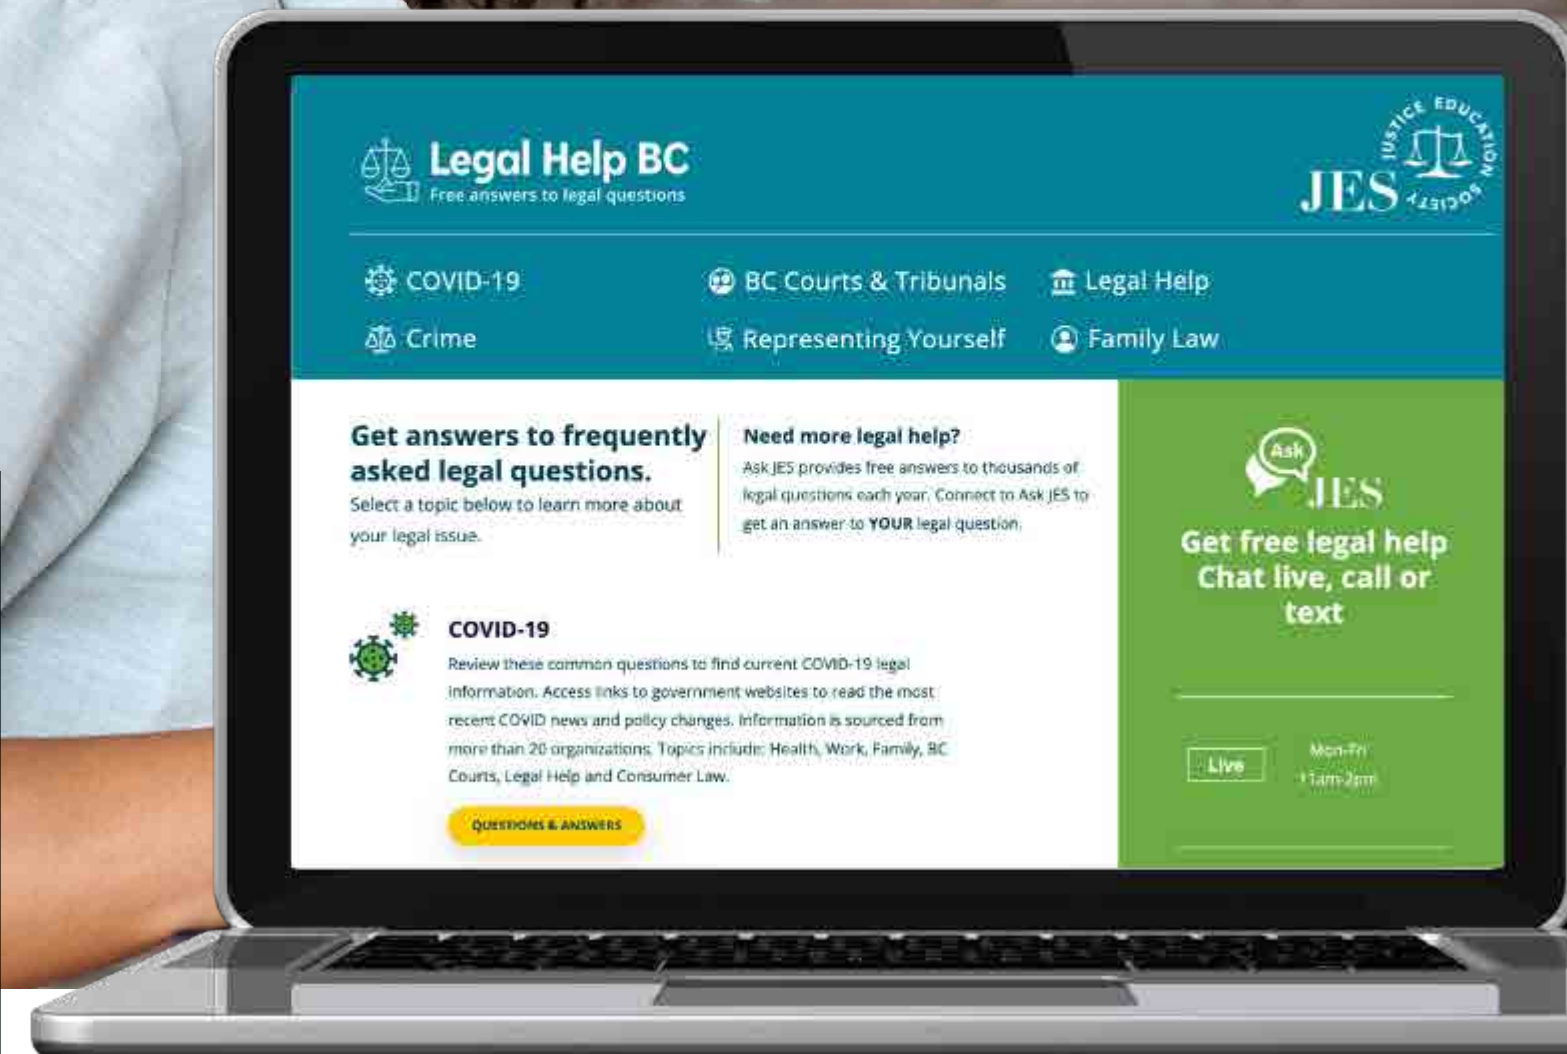 Legal Help BC
Free answers to legal questions
JUSTICE EDUCATION SOCIETY
JES
COVID-19
BC Courts & Tribunals
Legal Help
Crime
Representing Yourself
Family Law
Get answers to frequently
asked legal questions.
Select a topic below to learn more about
your legal issue.
Need more legal help?
Ask JES provides free answers to thousands of
legal questions each year. Connect to Ask JES to
get an answer to YOUR legal question.
Ask
JES
Get free legal help
Chat live, call or
text
COVID-19
Review these common questions to find current COVID-19 legal
information. Access links to government websites to read the most
recent COVID news and policy changes. Information is sourced from
more than 20 organizations. Topics include: Health, Work, Family, BC
Courts, Legal Help and Consumer Law.
QUESTIONS & ANSWERS
Live
Mon-Fri
11am-2pm